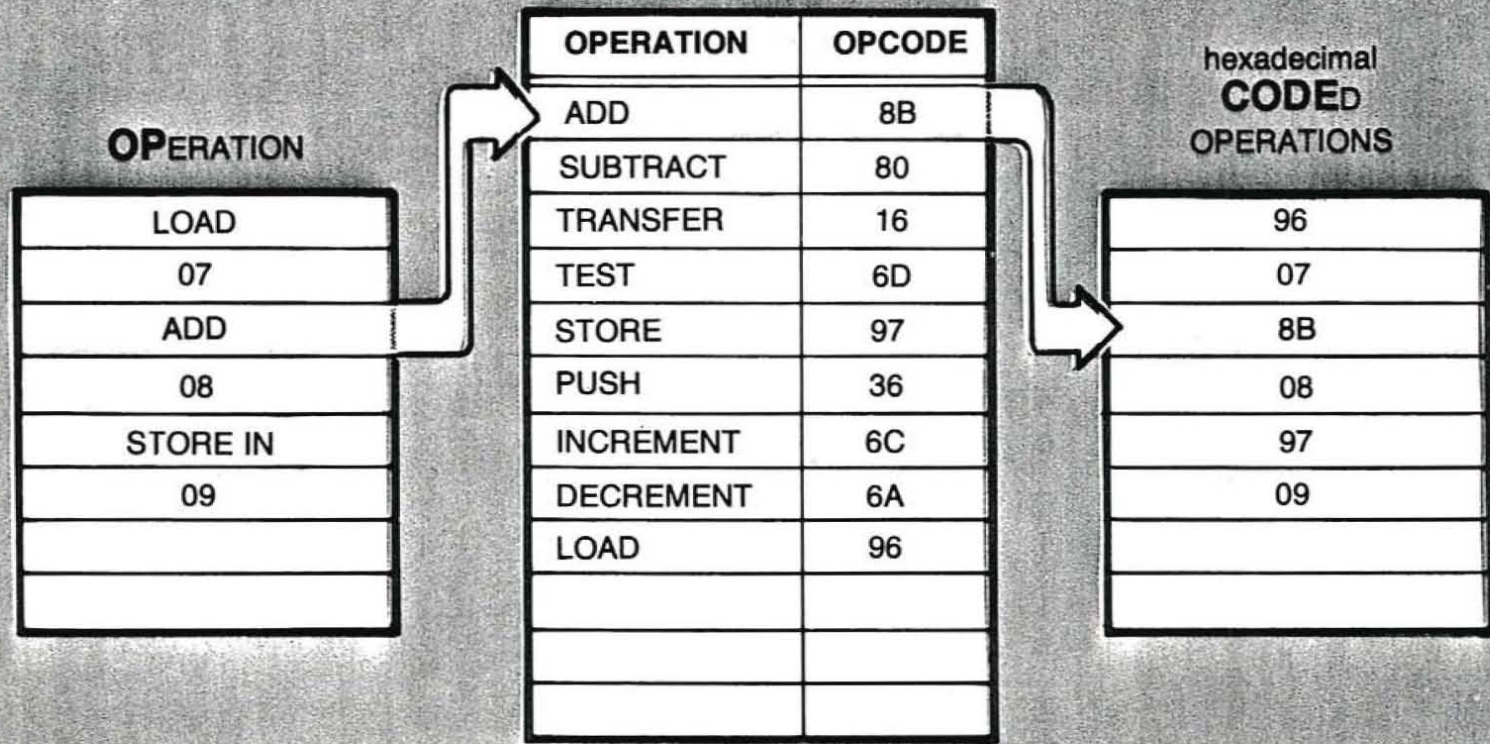 OPERATION
LOAD
07
ADD
08
STORE IN
09
OPERATION OPCODE
ADD 8B
SUBTRACT 80
TRANSFER 16
TEST 6D
STORE 97
PUSH 36
INCREMENT 6C
DECREMENT 6A
LOAD 96
hexadecimal
CODED
OPERATIONS
96
07
8B
08
97
09